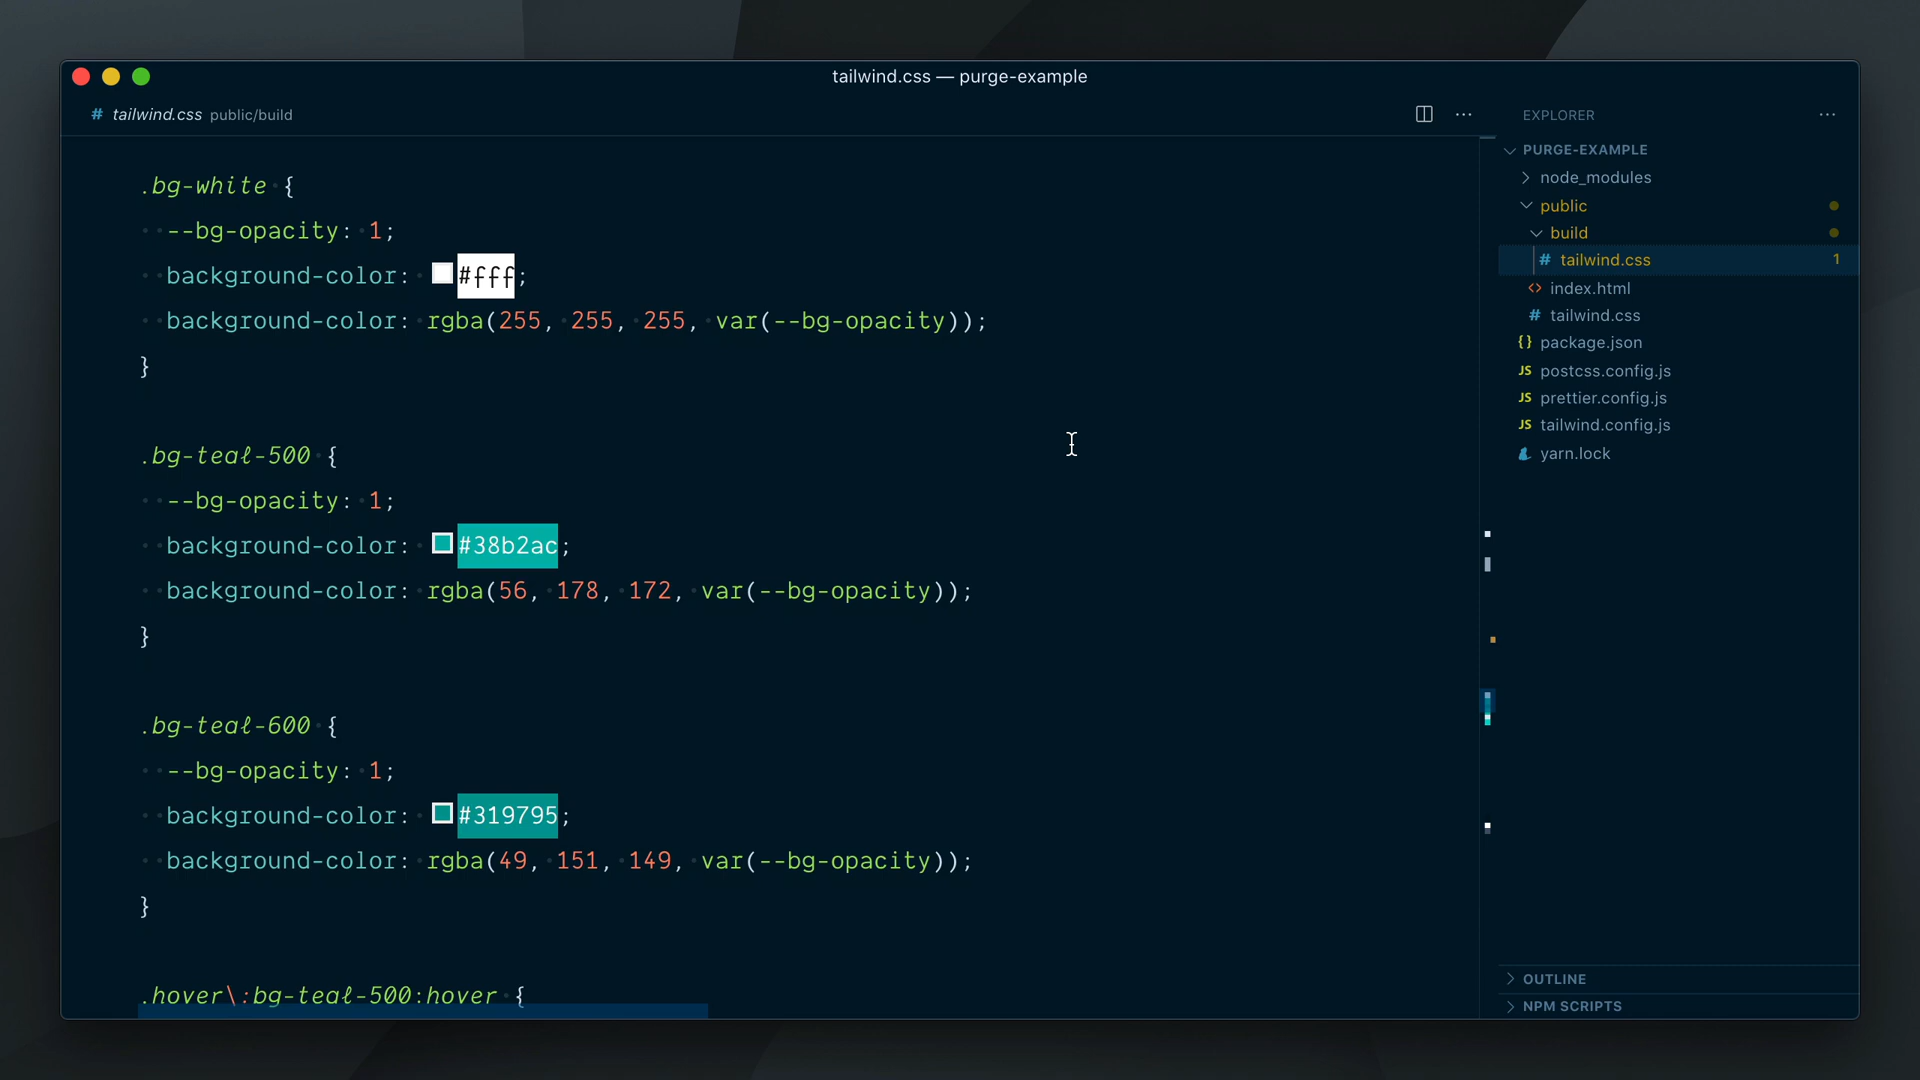 tailwind.css — purge-example
# tailwind.css public/build
.bg-white {
--bg-opacity: 1;
background-color: #fff;
background-color: rgba(255, 255, 255, var(--bg-opacity));
}
.bg-teal-500 {
--bg-opacity: 1;
background-color: #38b2ac;
background-color: rgba(56, 178, 172, var(--bg-opacity));
}
.bg-teal-600 {
--bg-opacity: 1;
background-color: #319795;
background-color: rgba(49, 151, 149, var(--bg-opacity));
}
.hover\:bg-teal-500:hover {
EXPLORER
PURGE-EXAMPLE
node_modules
public
build
# tailwind.css 1
<> index.html
# tailwind.css
{} package.json
JS postcss.config.js
JS prettier.config.js
JS tailwind.config.js
yarn.lock
OUTLINE
NPM SCRIPTS